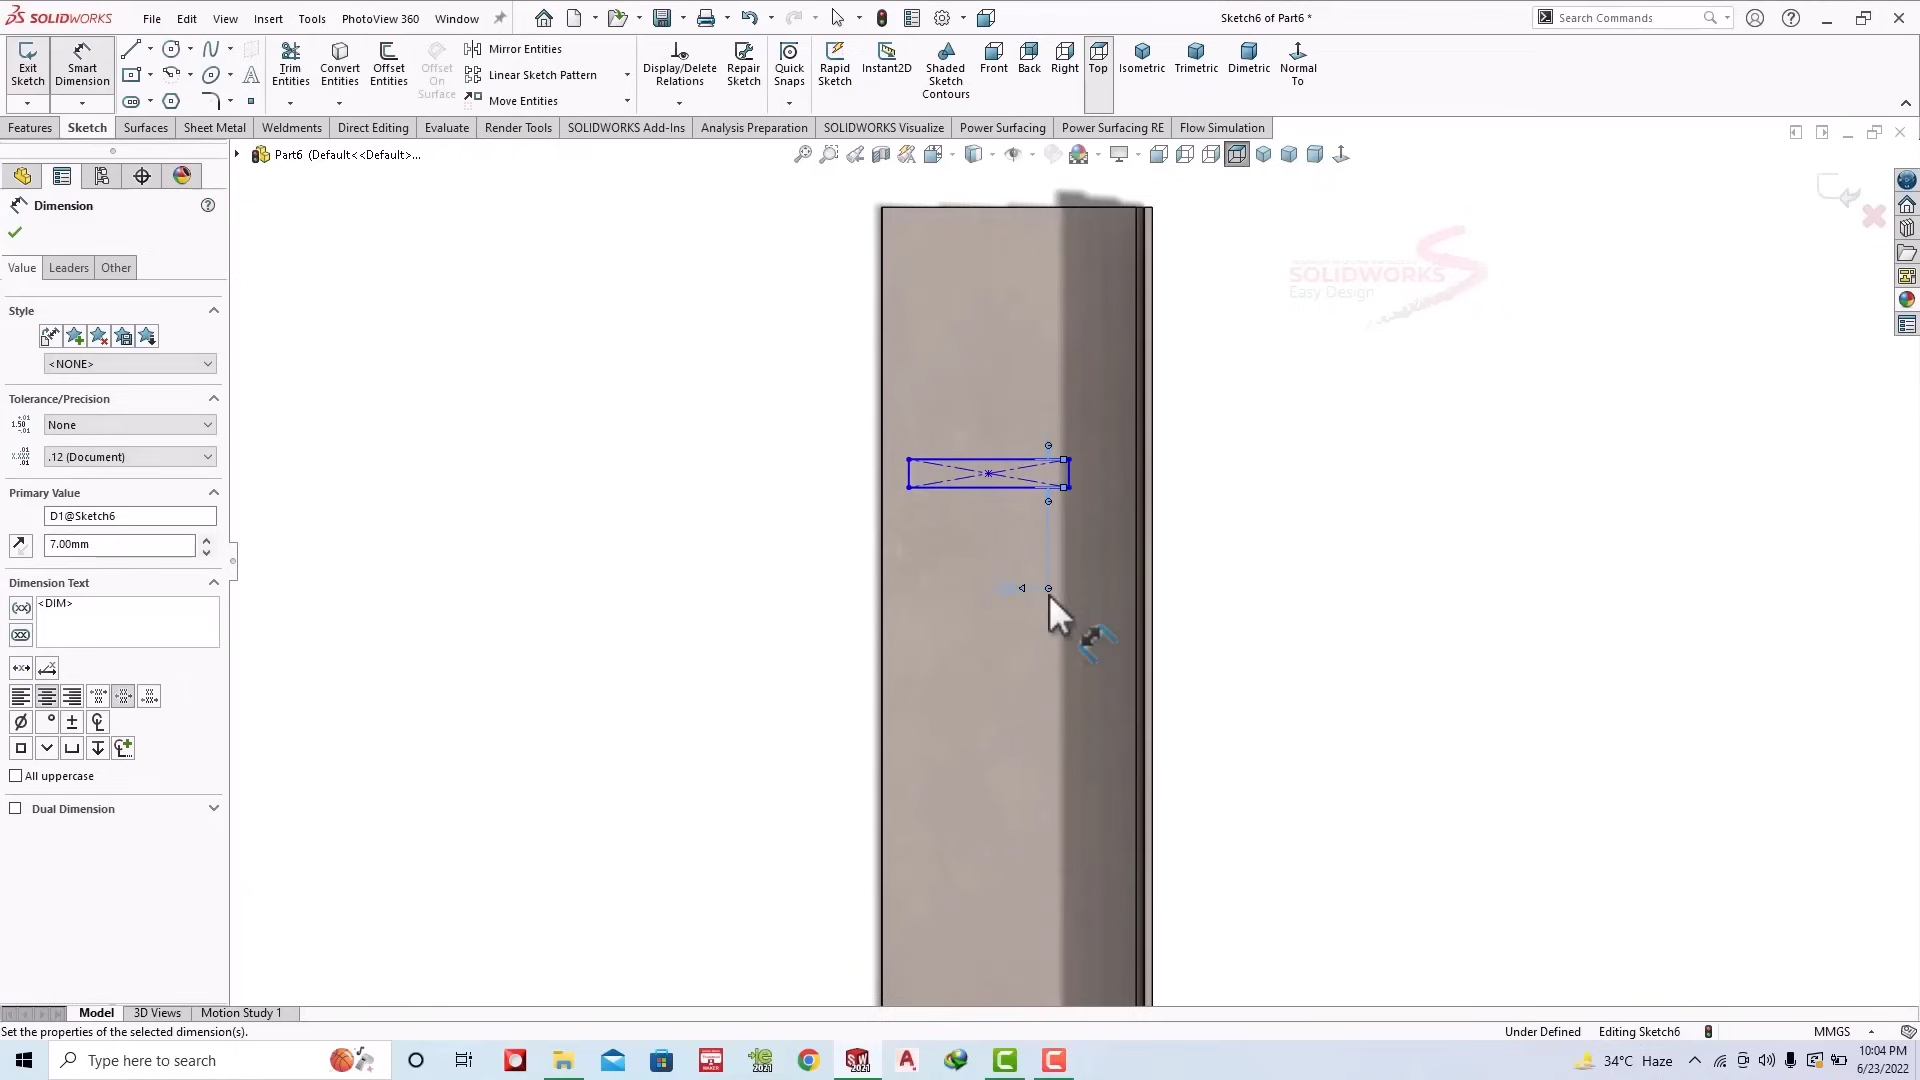 SOLIDWORKS File Edit View Insert Tools PhotoView 360 Window Sketch6 of Part6 * Search Commands
Exit Sketch
Smart Dimension
Trim Entities
Convert Entities
Offset Entities
Offset On Surface
Mirror Entities
Linear Sketch Pattern
Move Entities
Display/Delete Relations
Repair Sketch
Quick Snaps
Rapid Sketch
Instant2D
Shaded Sketch Contours
Front Back Right Top Isometric Trimetric Dimetric Normal To
Features Sketch Surfaces Sheet Metal Weldments Direct Editing Evaluate Render Tools SOLIDWORKS Add-Ins Analysis Preparation SOLIDWORKS Visualize Power Surfacing Power Surfacing RE Flow Simulation
Part6 (Default<<Default>...
Dimension
Value Leaders Other
Style
<NONE>
Tolerance/Precision
None
.12 (Document)
Primary Value
D1@Sketch6
7.00mm
Dimension Text
<DIM>
All uppercase
Dual Dimension
SOLIDWORKS
Easy Design
Model 3D Views Motion Study 1
Set the properties of the selected dimension(s). Under Defined Editing Sketch6 MMGS
Type here to search 34°C Haze 10:04 PM
6/23/2022